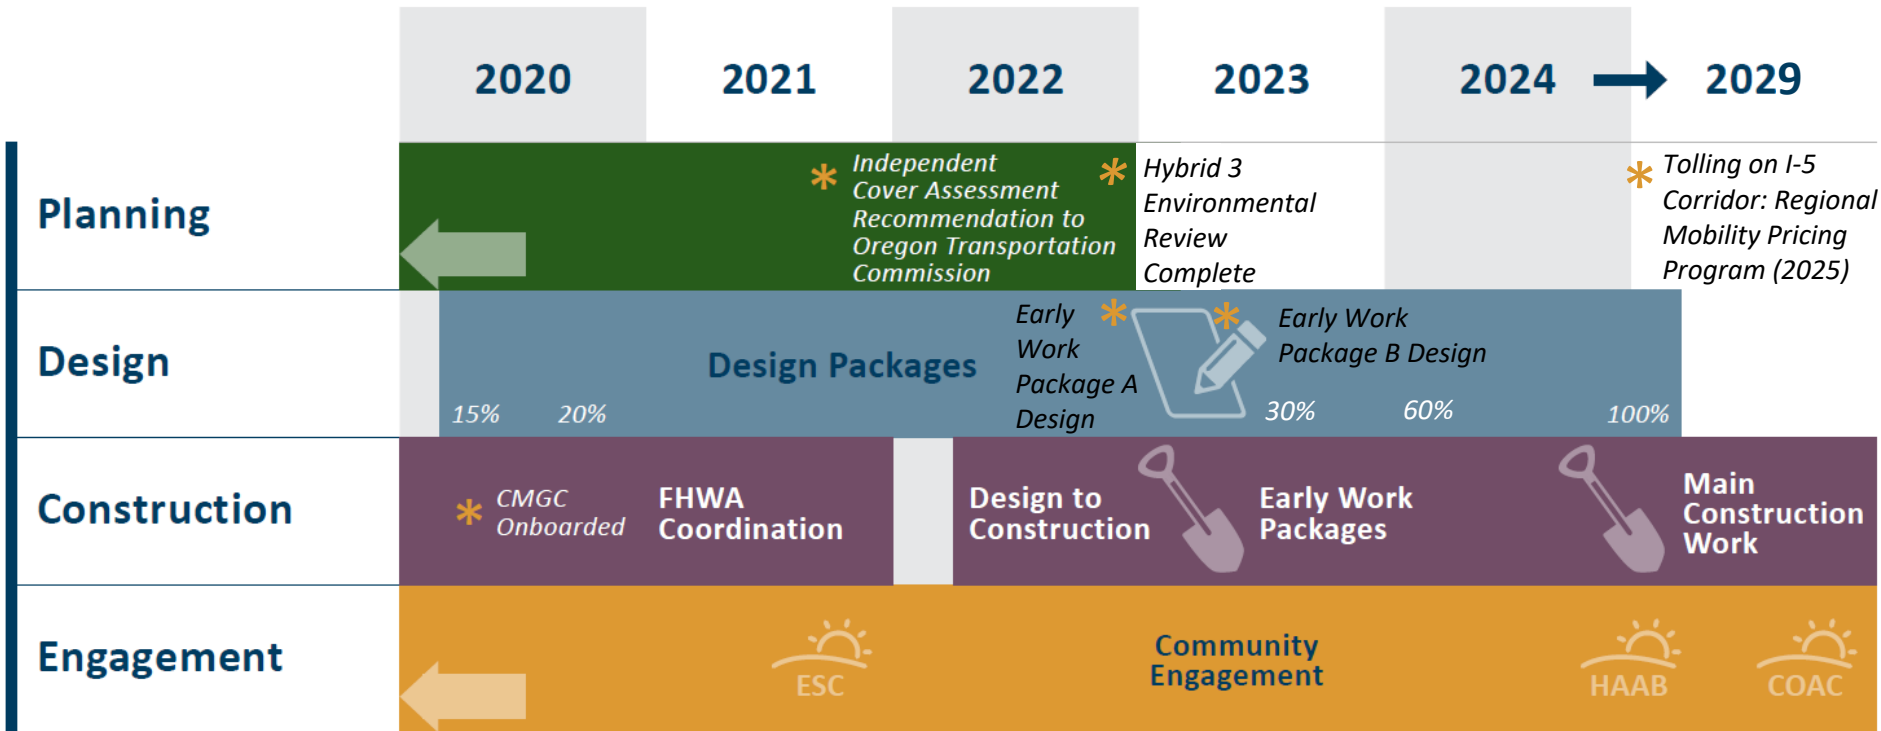 2020 2021 2022 2023 2024 2029
Planning
Independent
Cover Assessment
Recommendation to
Oregon Transportation
Commission
Hybrid 3
Environmental
Review
Complete
Tolling on I-5
Corridor: Regional
Mobility Pricing
Program (2025)
Design
Design Packages
Early
Work
Package A
Design
Early Work
Package B Design
15% 20% 30% 60% 100%
Construction
CMGC
Onboarded
FHWA
Coordination
Design to
Construction
Early Work
Packages
Main
Construction
Work
Engagement
ESC
Community
Engagement
HAAB
COAC